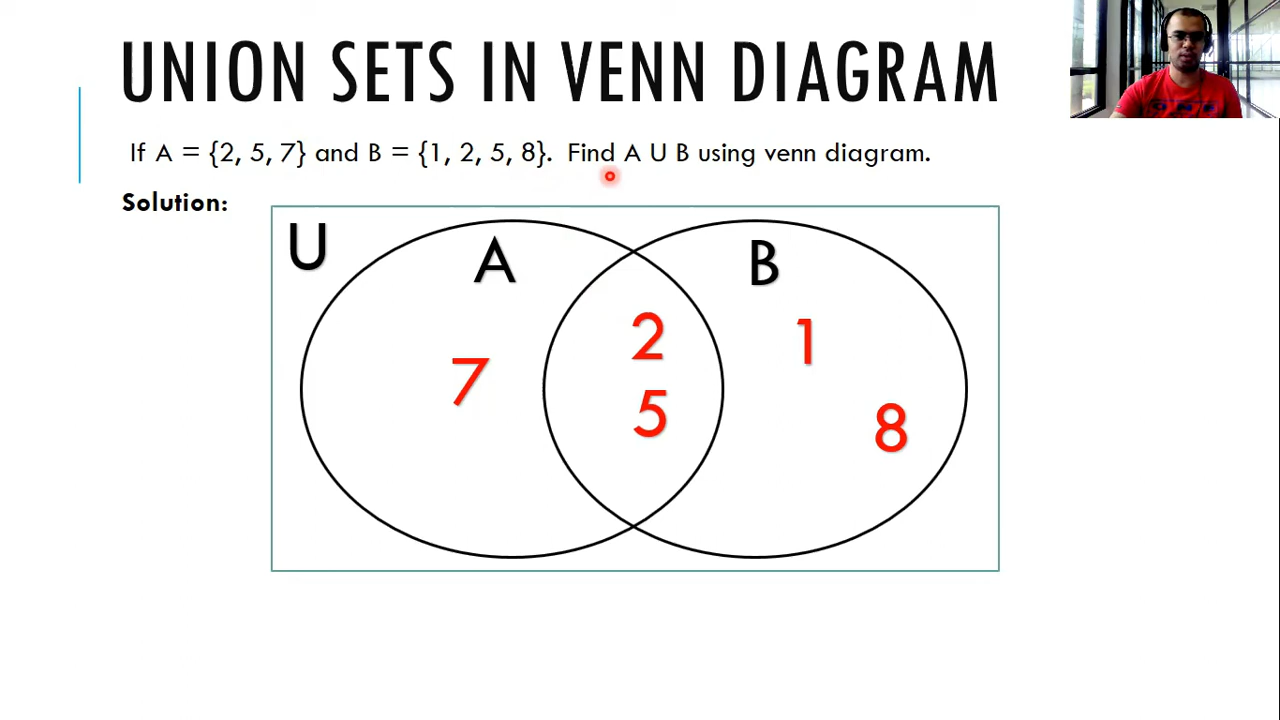 UNION SETS IN VENN DIAGRAM
If A = {2, 5, 7} and B = {1, 2, 5, 8}. Find A U B using venn diagram.
Solution:
U
A
B
7
2
5
1
8
O N E